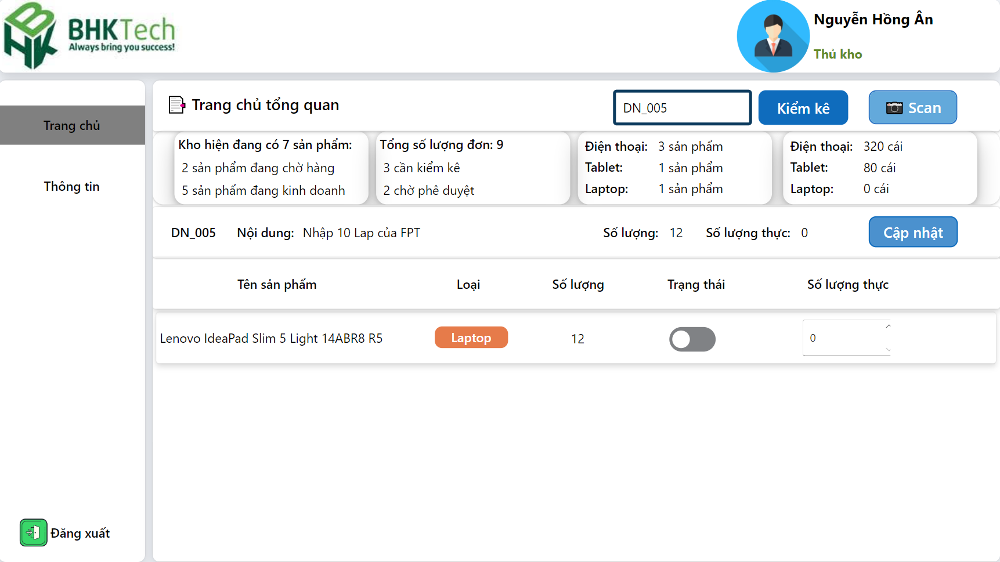 BHKTech
Always bring you success!
Nguyễn Hồng Ân
Thủ kho
Trang chủ
Thông tin
Đăng xuất
Trang chủ tổng quan
DN_005
Kiểm kê
Scan
Kho hiện đang có 7 sản phẩm:
2 sản phẩm đang chờ hàng
5 sản phẩm đang kinh doanh
Tổng số lượng đơn: 9
3 cần kiểm kê
2 chờ phê duyệt
Điện thoại: 3 sản phẩm
Tablet: 1 sản phẩm
Laptop: 1 sản phẩm
Điện thoại: 320 cái
Tablet: 80 cái
Laptop: 0 cái
DN_005 Nội dung: Nhập 10 Lap của FPT Số lượng: 12 Số lượng thực: 0 Cập nhật
Tên sản phẩm Loại Số lượng Trạng thái Số lượng thực
Lenovo IdeaPad Slim 5 Light 14ABR8 R5 Laptop 12 0